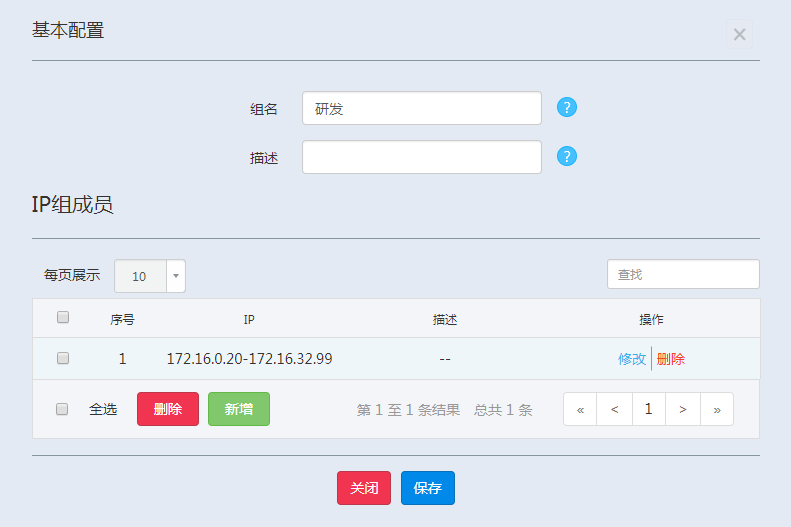 基本配置
×
组名 研发 ?
描述 ?
IP组成员
每页展示 10 查找
序号 IP 描述 操作
1 172.16.0.20-172.16.32.99 -- 修改 删除
全选 删除 新增 第 1 至 1 条结果 总共 1 条 « < 1 > »
关闭 保存